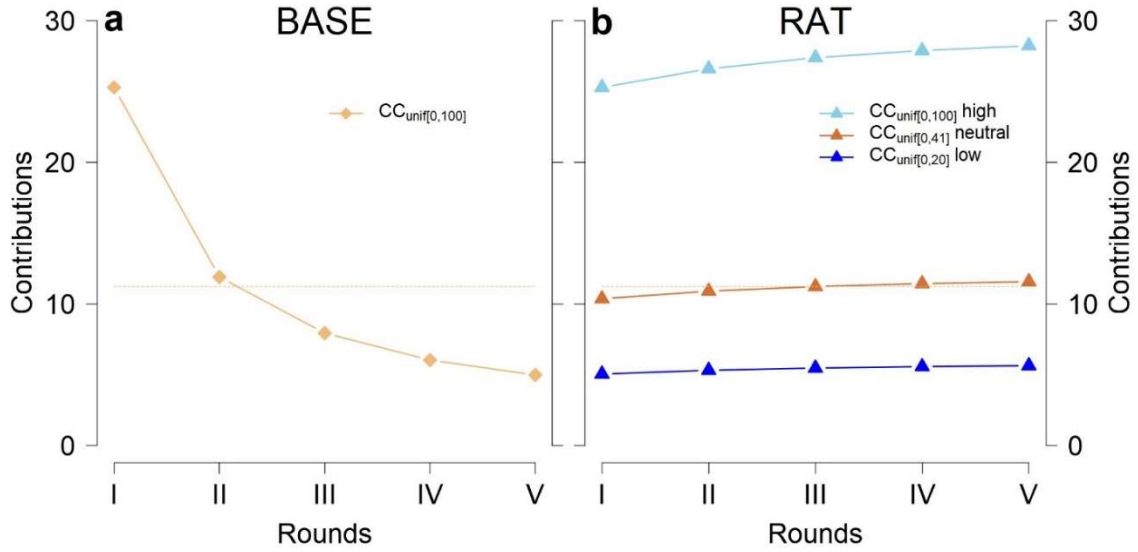 a BASE
b RAT
30
20
10
0
Contributions
CCunif[0,100]
I II III IV V
Rounds
CCunif[0,100] high
CCunif[0,41] neutral
CCunif[0,20] low
30
20
10
0
Contributions
I II III IV V
Rounds